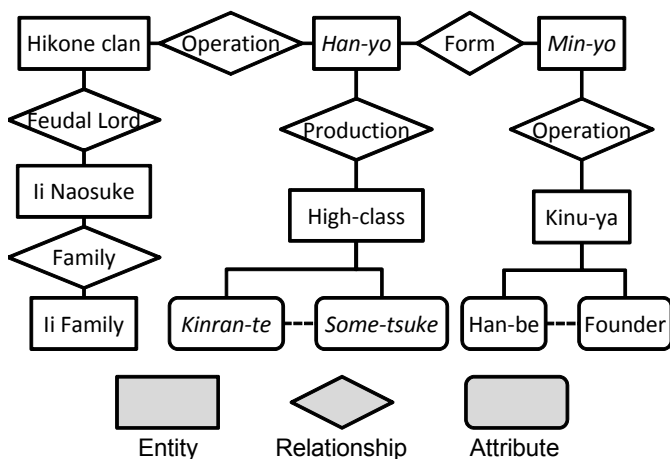 Hikone clan
Operation
Han-yo
Form
Min-yo
Feudal Lord
Production
Operation
Ii Naosuke
High-class
Kinu-ya
Family
Ii Family
Kinran-te
Some-tsuke
Han-be
Founder
Entity
Relationship
Attribute